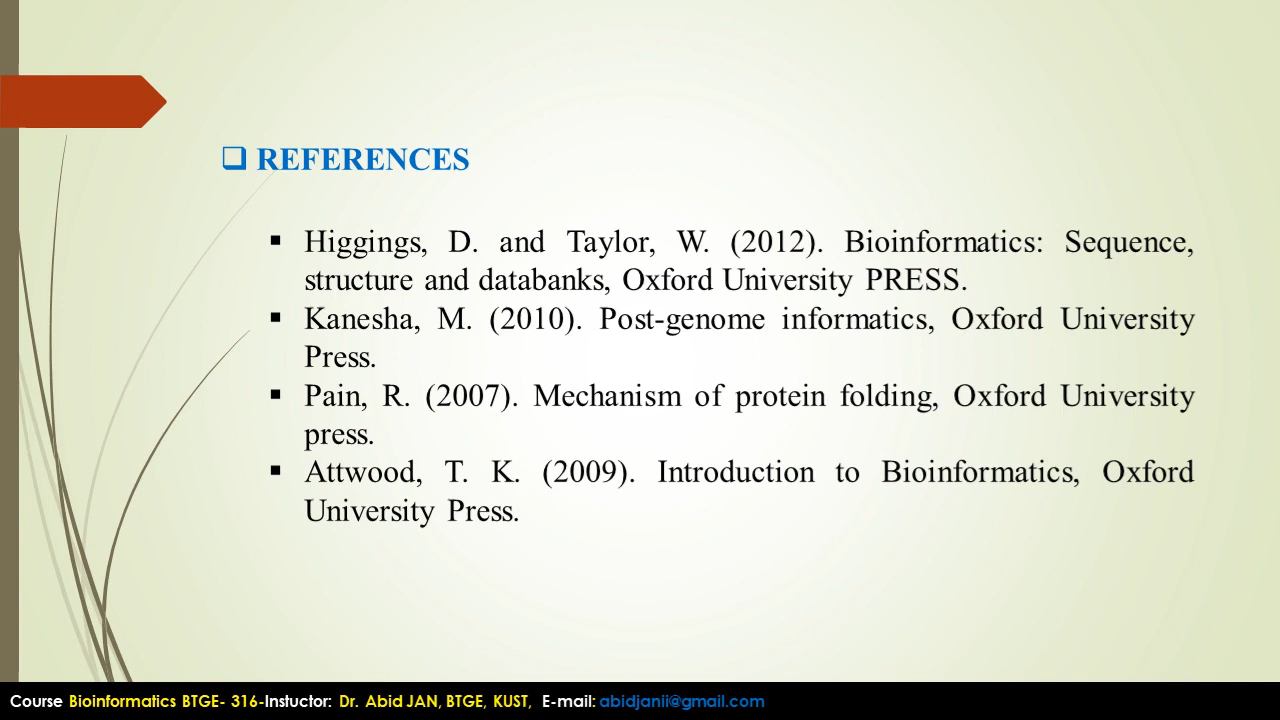 REFERENCES
Higgings, D. and Taylor, W. (2012). Bioinformatics: Sequence,
structure and databanks, Oxford University PRESS.
Kanesha, M. (2010). Post-genome informatics, Oxford University
Press.
Pain, R. (2007). Mechanism of protein folding, Oxford University
press.
Attwood, T. K. (2009). Introduction to Bioinformatics, Oxford
University Press.
Course Bioinformatics BTGE- 316-Instuctor: Dr. Abid JAN, BTGE, KUST, E-mail: abidjanii@gmail.com